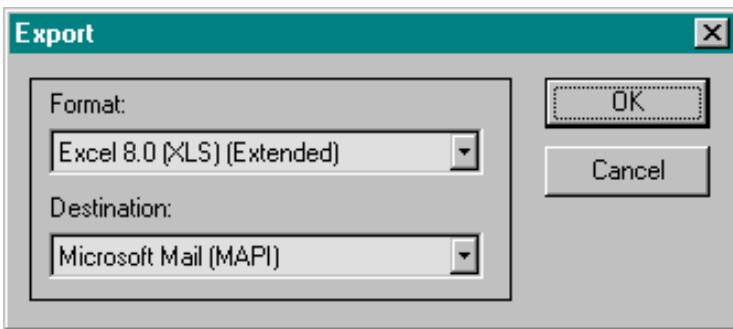 Export
Format:
Excel 8.0 (XLS) (Extended)
Destination:
Microsoft Mail (MAPI)
OK
Cancel